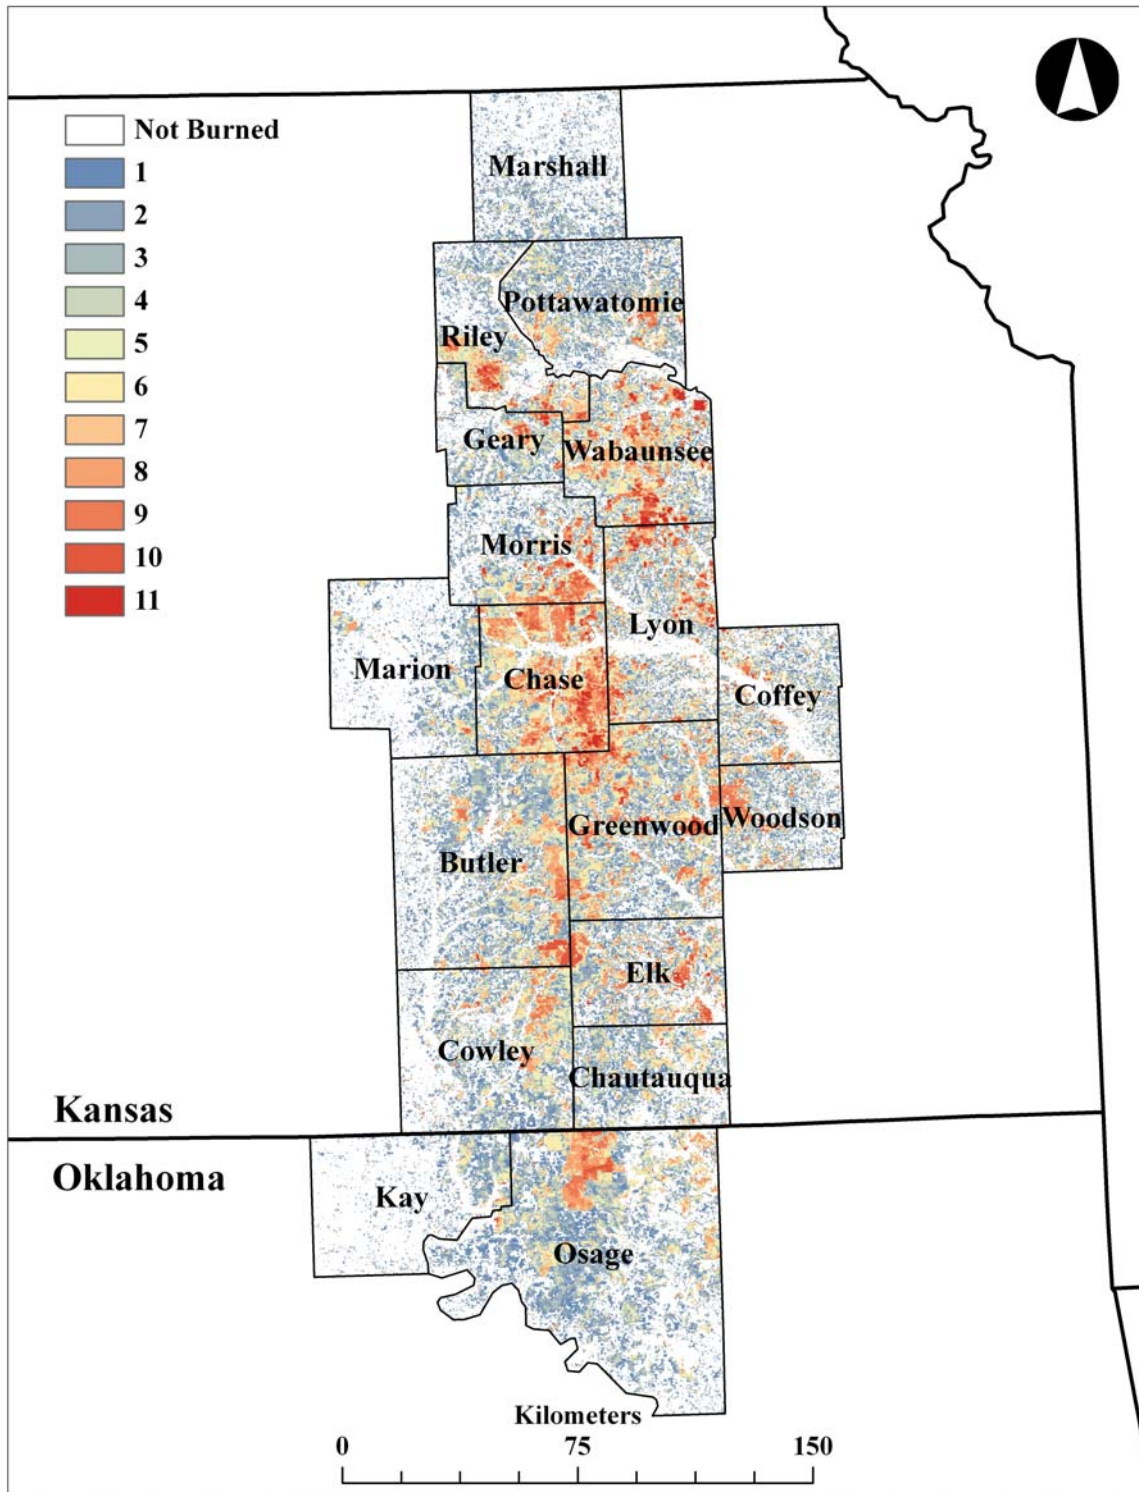 Not Burned
1
2
3
4
5
6
7
8
9
10
11
Marshall
Pottawatomie
Riley
Geary
Wabaunsee
Morris
Lyon
Marion
Chase
Coffey
Greenwood
Woodson
Butler
Elk
Cowley
Chautauqua
Kansas
Oklahoma
Kay
Osage
Kilometers
0 75 150